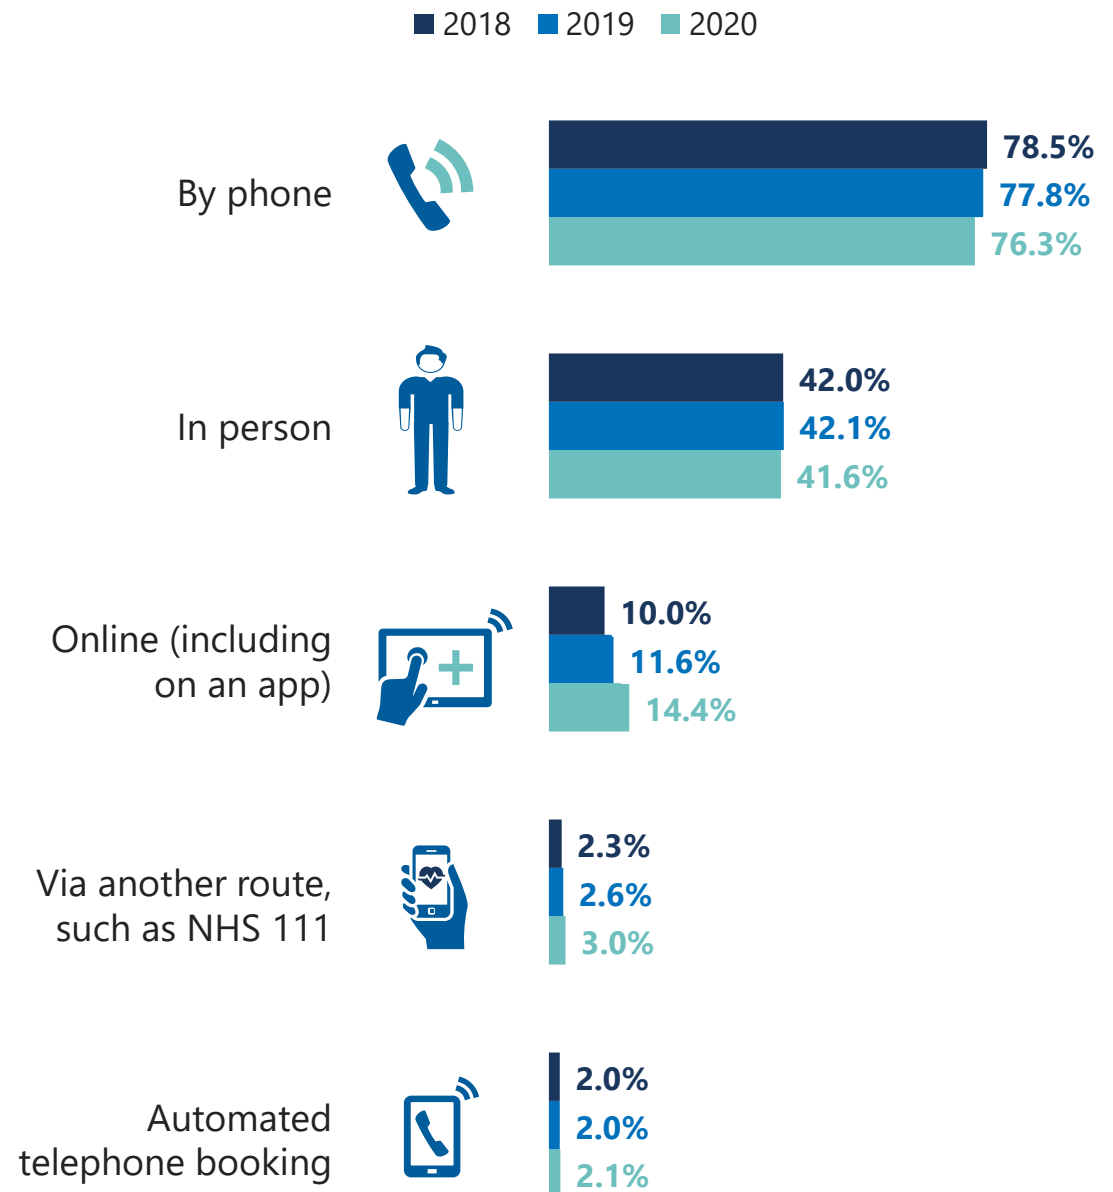 2018 2019 2020
By phone
78.5%
77.8%
76.3%
In person
42.0%
42.1%
41.6%
Online (including
on an app)
10.0%
11.6%
14.4%
Via another route,
such as NHS 111
2.3%
2.6%
3.0%
Automated
telephone booking
2.0%
2.0%
2.1%